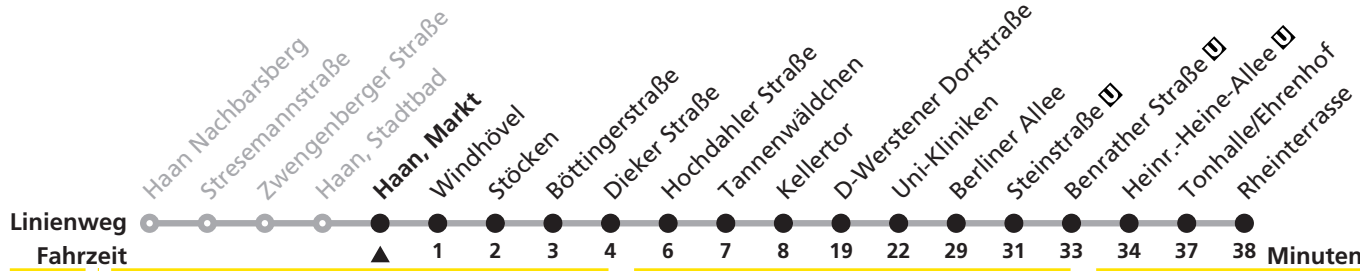 Haan Nachbarsberg
Stresemannstraße
Zwengenberger Straße
Haan, Stadtbad
Haan, Markt
Windhövel
Stöcken
Böttingerstraße
Dieker Straße
Hochdahler Straße
Tannenwäldchen
Kellertor
D-Werstener Dorfstraße
Uni-Kliniken
Berliner Allee
Steinstraße U
Benrather Straße U
Heinr.-Heine-Allee U
Tonhalle/Ehrenhof
Rheinterrasse
Linienweg
Fahrzeit ▲ 1 2 3 4 6 7 8 19 22 29 31 33 34 37 38 Minuten